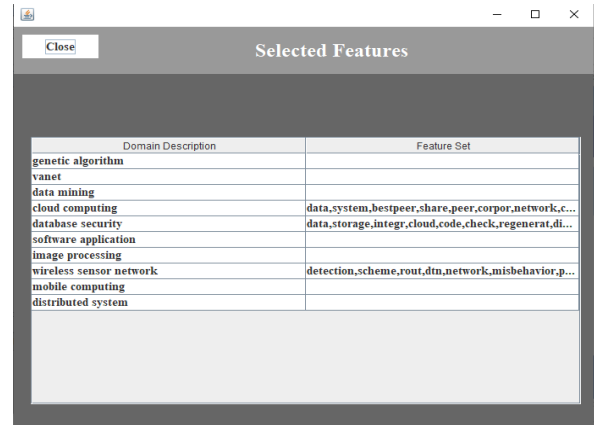 Close
Selected Features
Domain Description Feature Set
genetic algorithm
vanet
data mining
cloud computing data,system,bestpeer,share,peer,corpor,network,c...
database security data,storage,integr,cloud,code,check,regenerat,di...
software application
image processing
wireless sensor network detection,scheme,rout,dtn,network,misbehavior,p...
mobile computing
distributed system